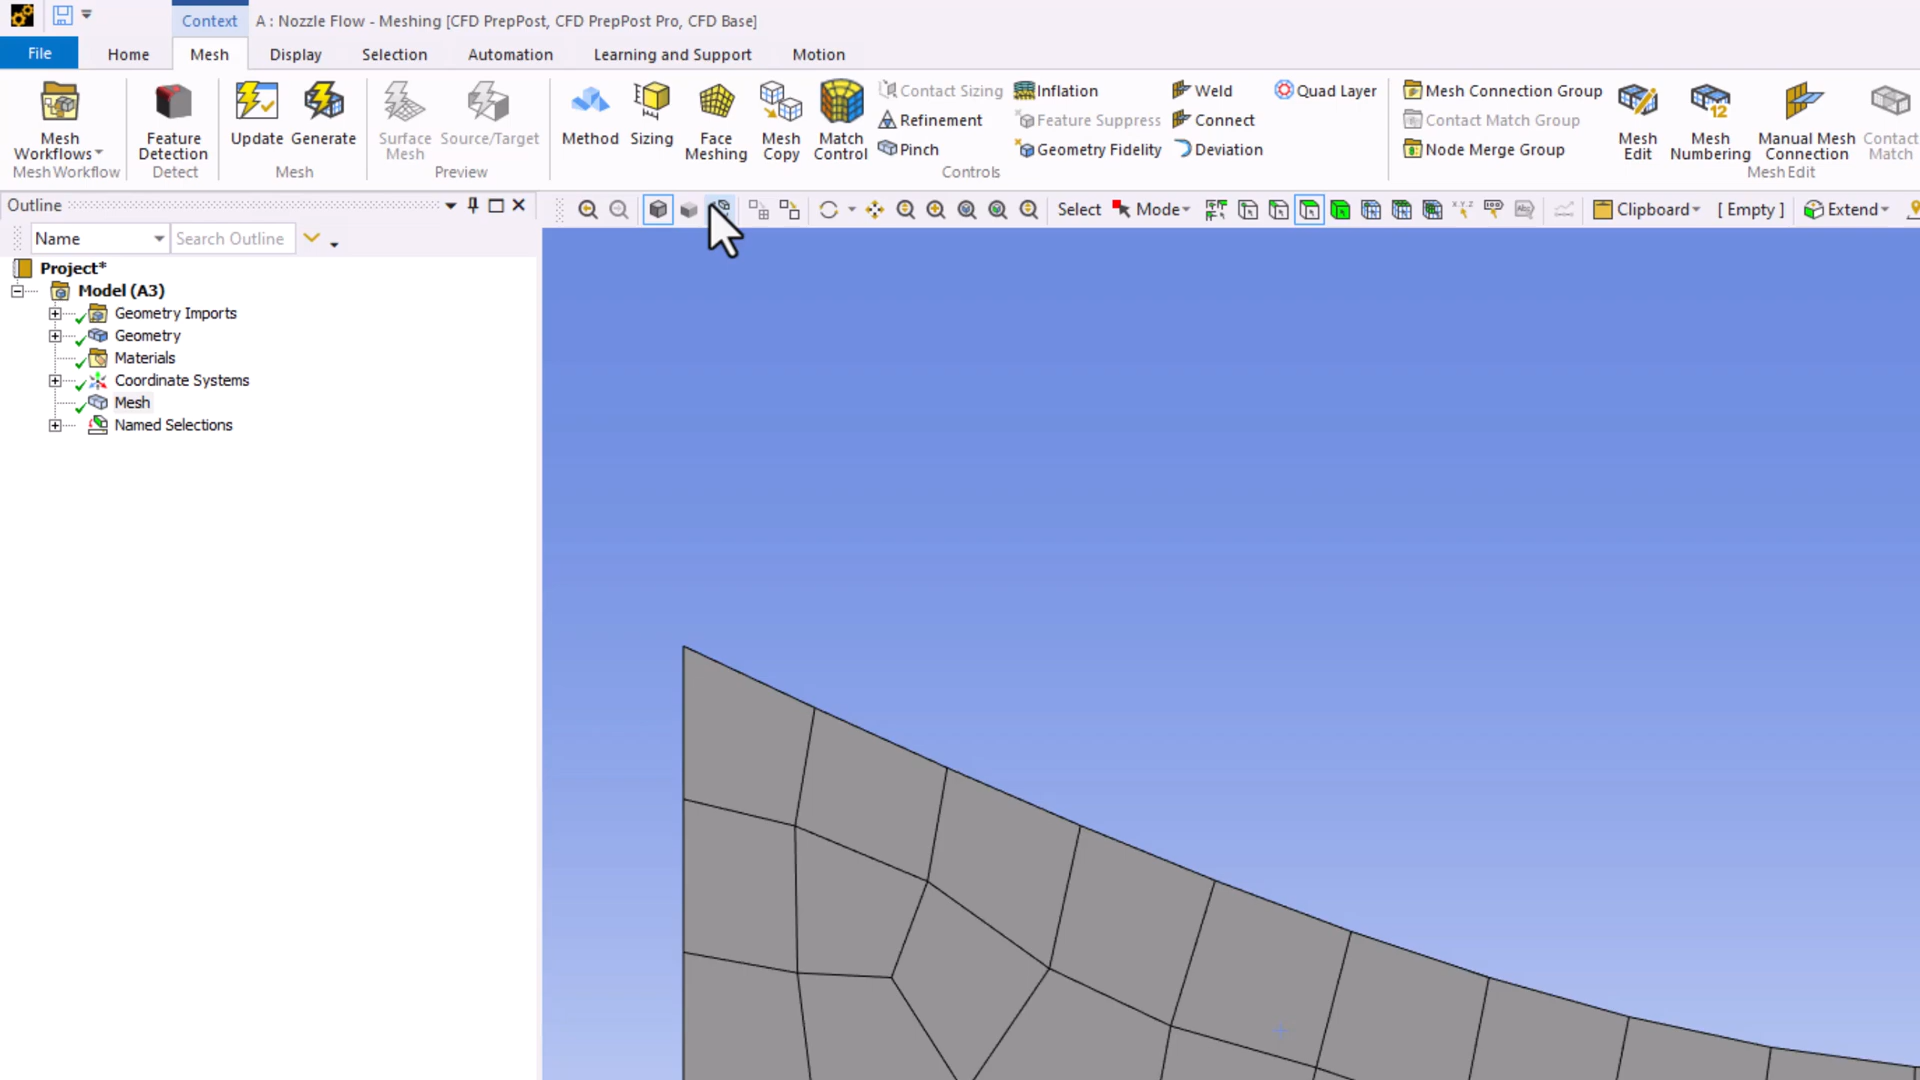 Context A : Nozzle Flow - Meshing [CFD PrepPost, CFD PrepPost Pro, CFD Base]
File Home Mesh Display Selection Automation Learning and Support Motion
Mesh Workflows
Mesh Workflow
Feature Detection
Detect
Update Generate
Mesh
Surface Mesh Source/Target
Preview
Method Sizing Face Meshing Mesh Copy Match Control
Contact Sizing Inflation Weld Quad Layer
Refinement Feature Suppress Connect
Pinch Geometry Fidelity Deviation
Controls
Mesh Connection Group
Contact Match Group
Node Merge Group
Mesh Edit Mesh Numbering Manual Mesh Connection Contact Match
Mesh Edit
Outline
Select Mode Clipboard [ Empty ] Extend
Name Search Outline
Project*
Model (A3)
Geometry Imports
Geometry
Materials
Coordinate Systems
Mesh
Named Selections